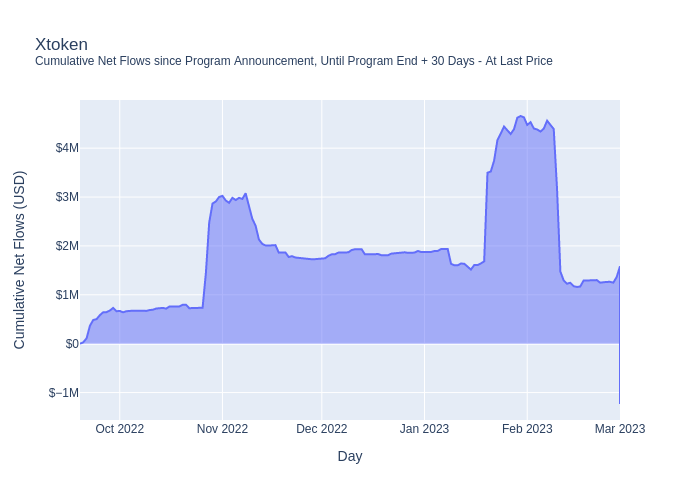 Xtoken
Cumulative Net Flows since Program Announcement, Until Program End + 30 Days - At Last Price
Cumulative Net Flows (USD)
$4M
$3M
$2M
$1M
$0
$−1M
Oct 2022
Nov 2022
Dec 2022
Jan 2023
Feb 2023
Mar 2023
Day